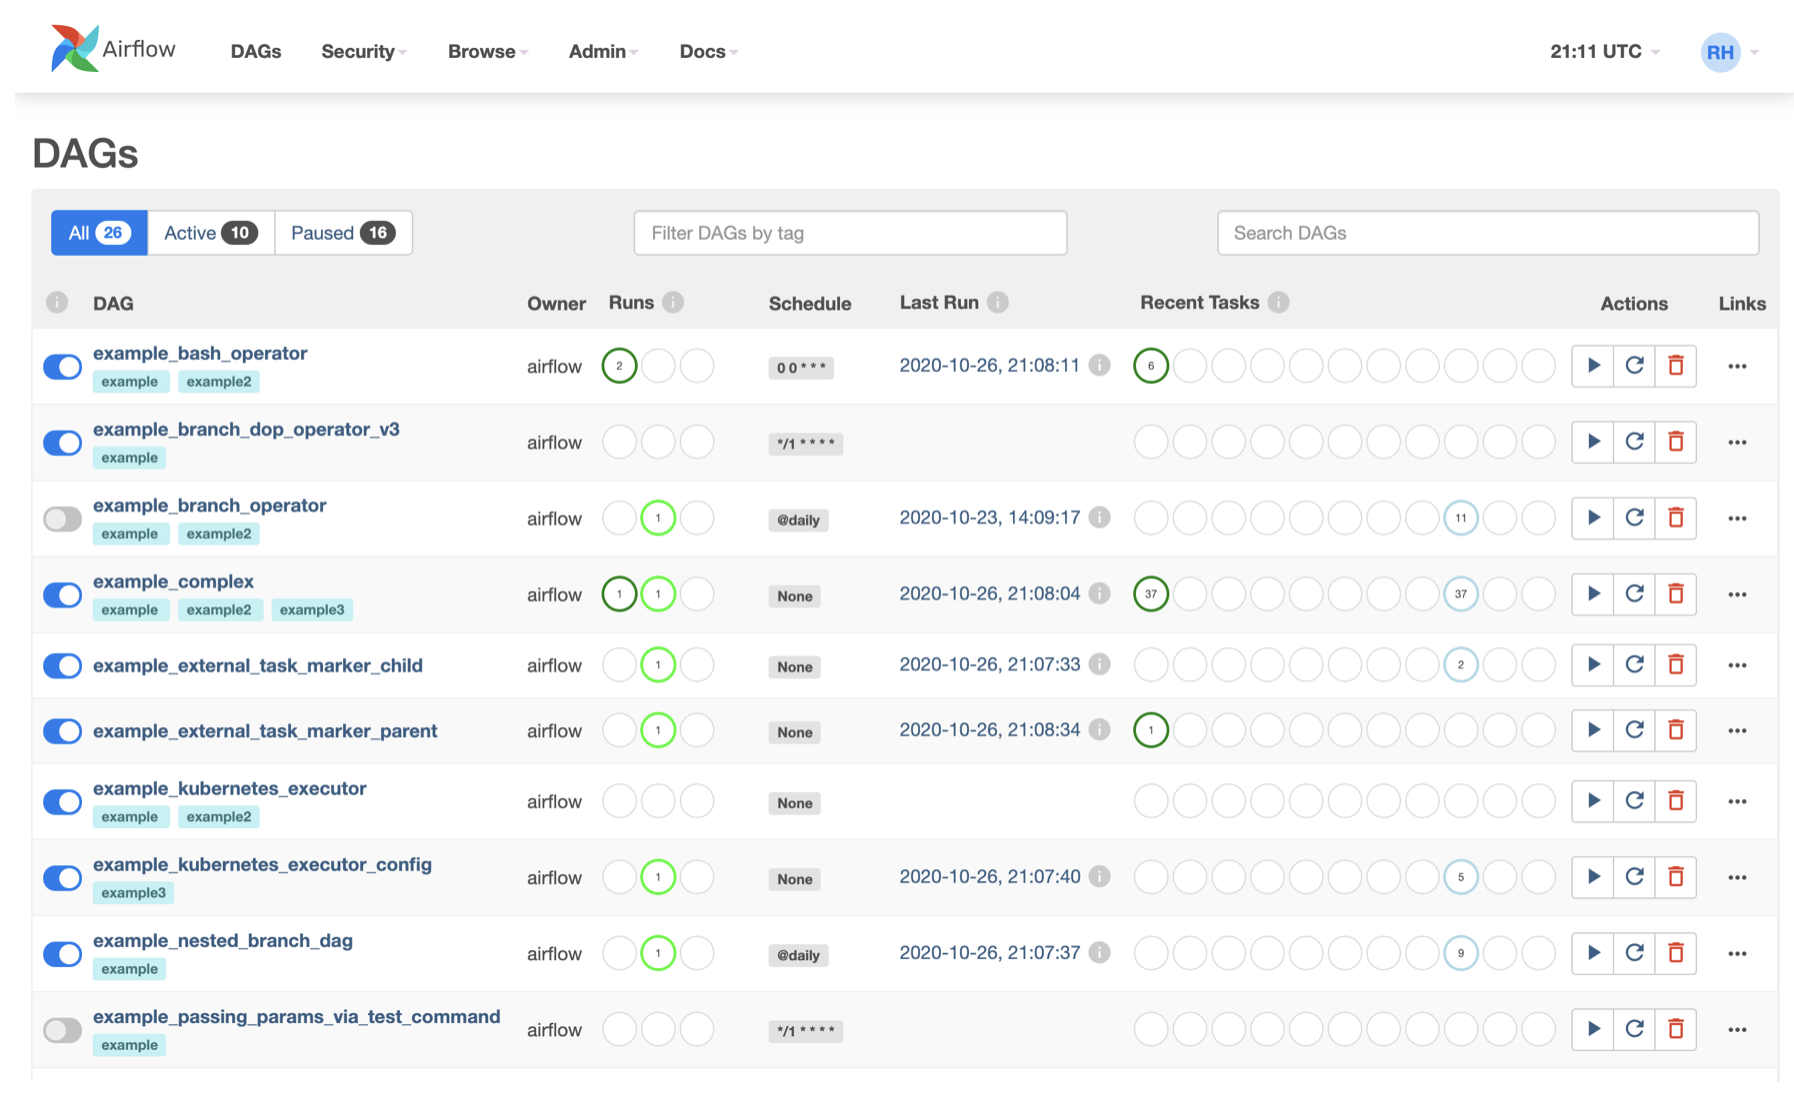 Airflow DAGs Security Browse Admin Docs 21:11 UTC RH
DAGs
All 26 Active 10 Paused 16 Filter DAGs by tag Search DAGs
i DAG Owner Runs i Schedule Last Run i Recent Tasks i Actions Links
example_bash_operator
example example2 airflow 2 0 0 * * * 2020-10-26, 21:08:11 i 6
example_branch_dop_operator_v3
example airflow */1 * * * *
example_branch_operator
example example2 airflow 1 @daily 2020-10-23, 14:09:17 i 11
example_complex
example example2 example3 airflow 1 1 None 2020-10-26, 21:08:04 i 37 37
example_external_task_marker_child airflow 1 None 2020-10-26, 21:07:33 i 2
example_external_task_marker_parent airflow 1 None 2020-10-26, 21:08:34 i 1
example_kubernetes_executor
example example2 airflow None
example_kubernetes_executor_config
example3 airflow 1 None 2020-10-26, 21:07:40 i 5
example_nested_branch_dag
example airflow 1 @daily 2020-10-26, 21:07:37 i 9
example_passing_params_via_test_command
example airflow */1 * * * *